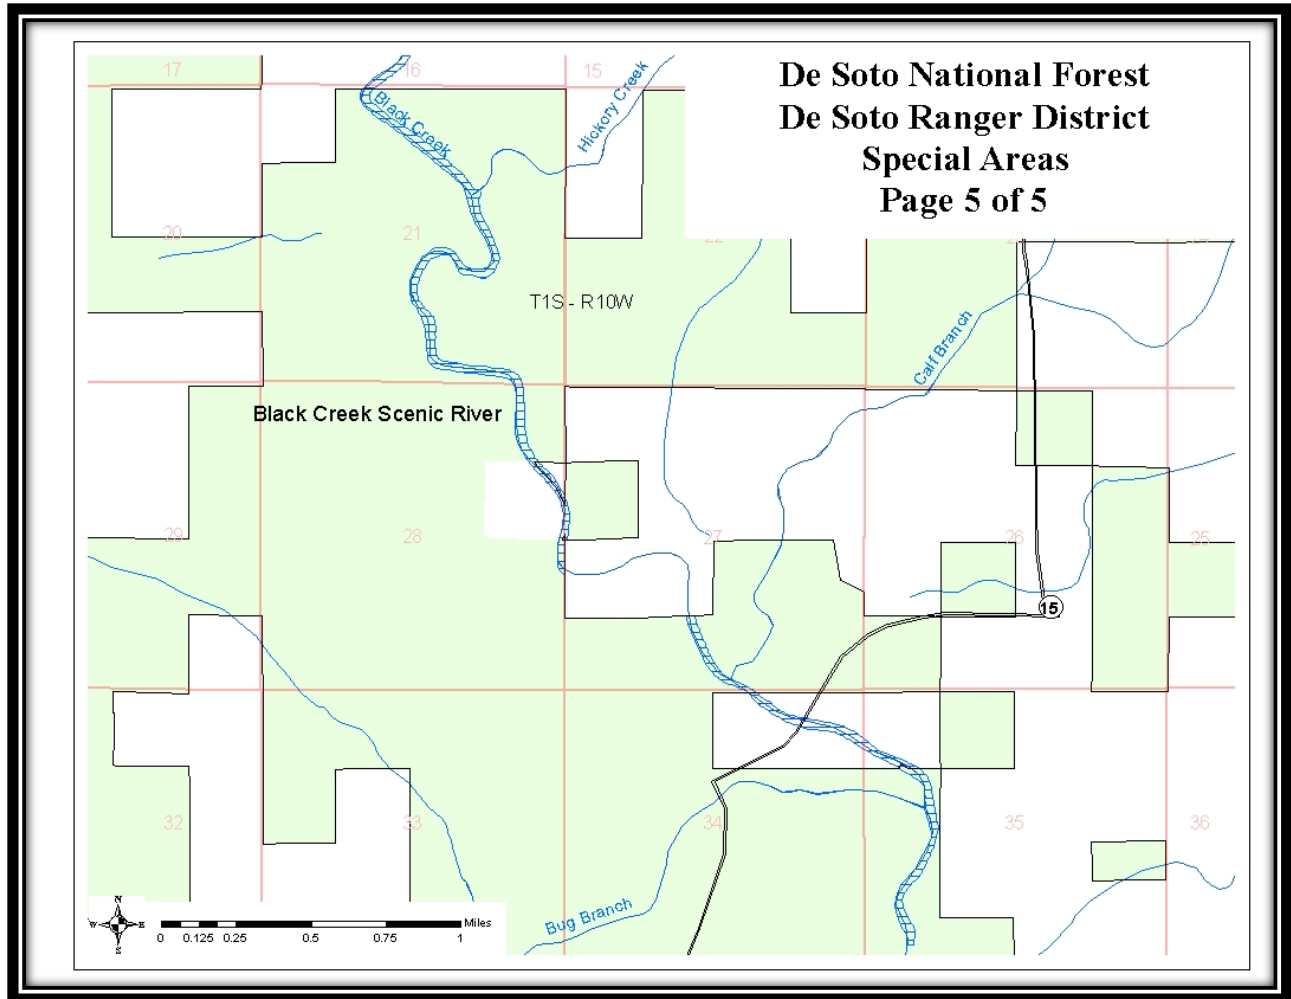 De Soto National Forest
De Soto Ranger District
Special Areas
Page 5 of 5
17
16
15
Black Creek
Hickory Creek
20
21
22
T1S - R10W
Calf Branch
Black Creek Scenic River
29
28
27
26
25
15
32
33
34
35
36
Bug Branch
N
W E
S
Miles
0 0.125 0.25 0.5 0.75 1